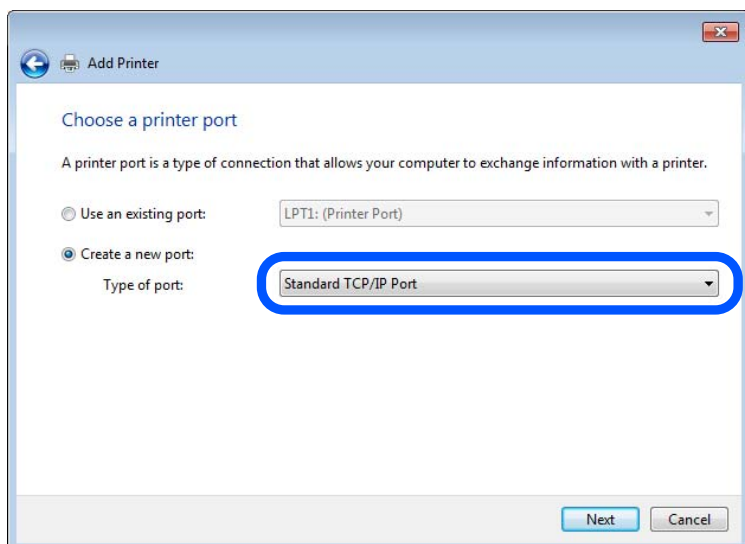 Add Printer
Choose a printer port
A printer port is a type of connection that allows your computer to exchange information with a printer.
Use an existing port: LPT1: (Printer Port)
Create a new port:
Type of port: Standard TCP/IP Port
Next Cancel